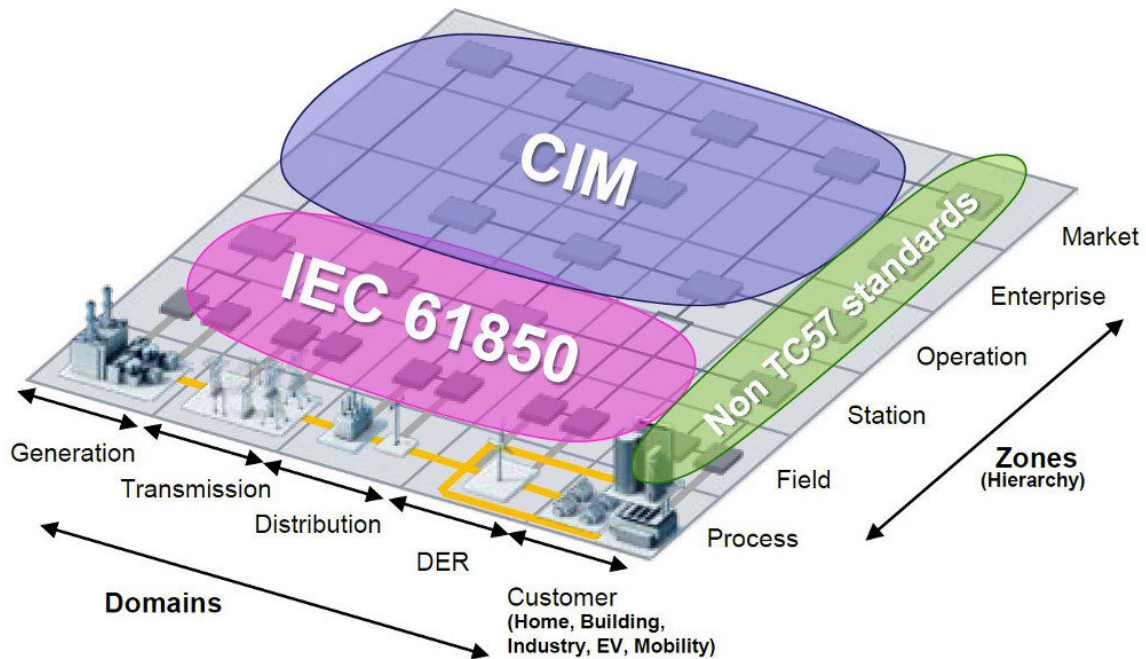 CIM
IEC 61850
Non TC57 standards
Market
Enterprise
Operation
Station
Field
Process
Zones
(Hierarchy)
Generation
Transmission
Distribution
DER
Customer
(Home, Building,
Industry, EV, Mobility)
Domains